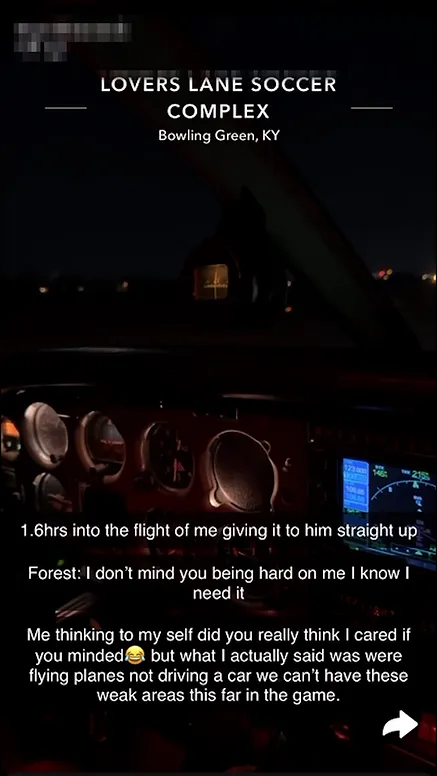 LOVERS LANE SOCCER
COMPLEX
Bowling Green, KY
1.6hrs into the flight of me giving it to him straight up
Forest: I don’t mind you being hard on me I know I
need it
Me thinking to my self did you really think I cared if
you minded😂 but what I actually said was were
flying planes not driving a car we can’t have these
weak areas this far in the game.